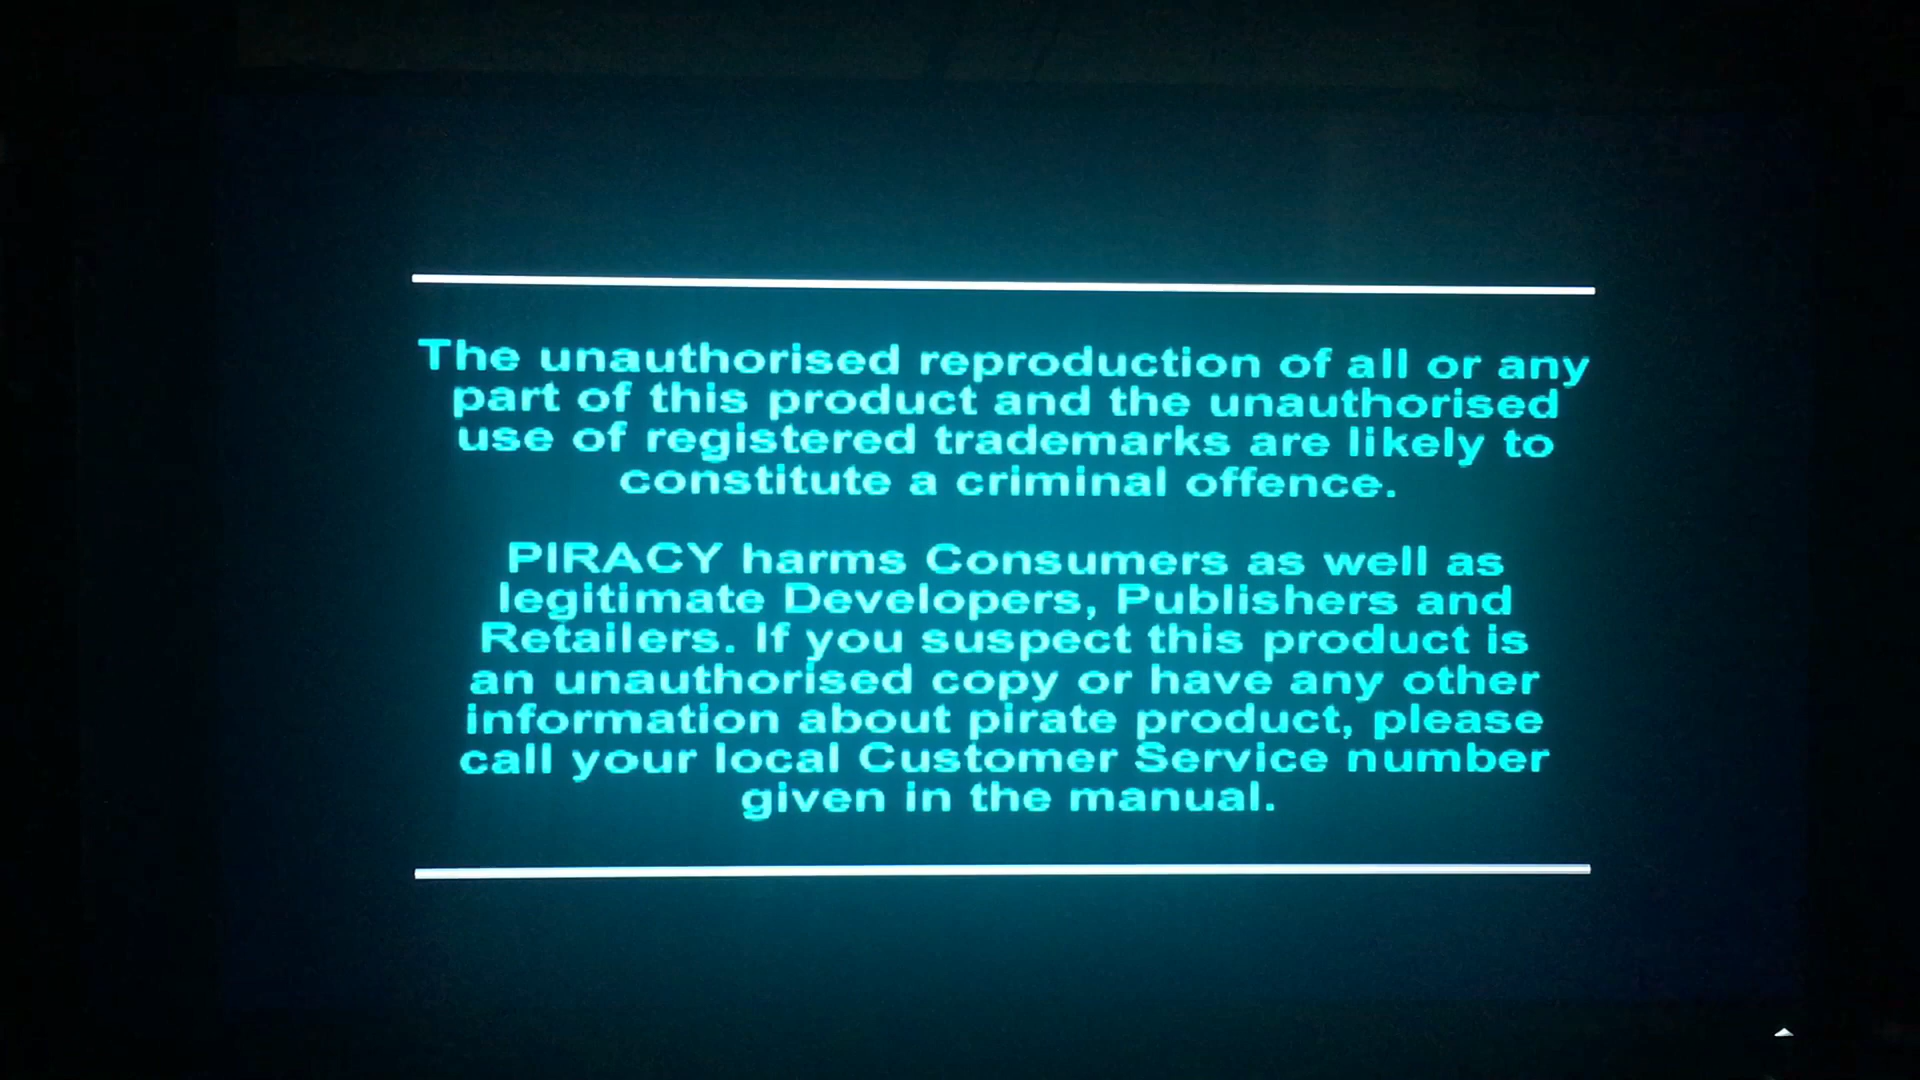 The unauthorised reproduction of all or any
part of this product and the unauthorised
use of registered trademarks are likely to
constitute a criminal offence.
PIRACY harms Consumers as well as
legitimate Developers, Publishers and
Retailers. If you suspect this product is
an unauthorised copy or have any other
information about pirate product, please
call your local Customer Service number
given in the manual.